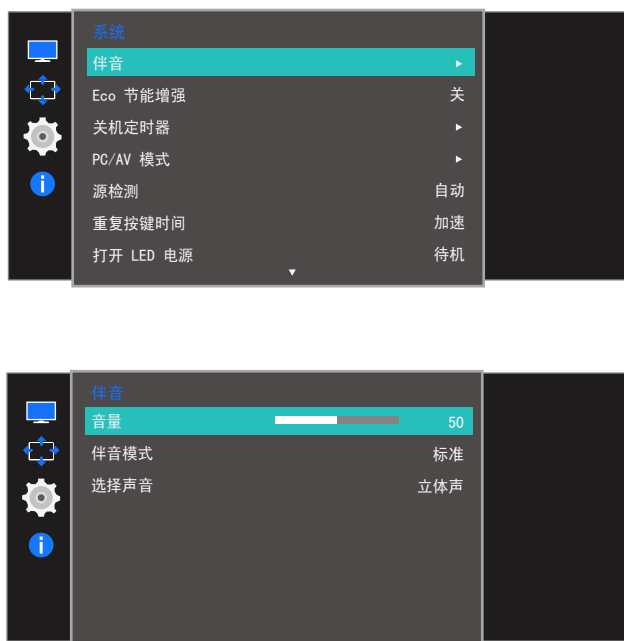 系统
伴音
Eco 节能增强 关
关机定时器
PC/AV 模式
源检测 自动
重复按键时间 加速
打开 LED 电源 待机
伴音
音量 50
伴音模式 标准
选择声音 立体声